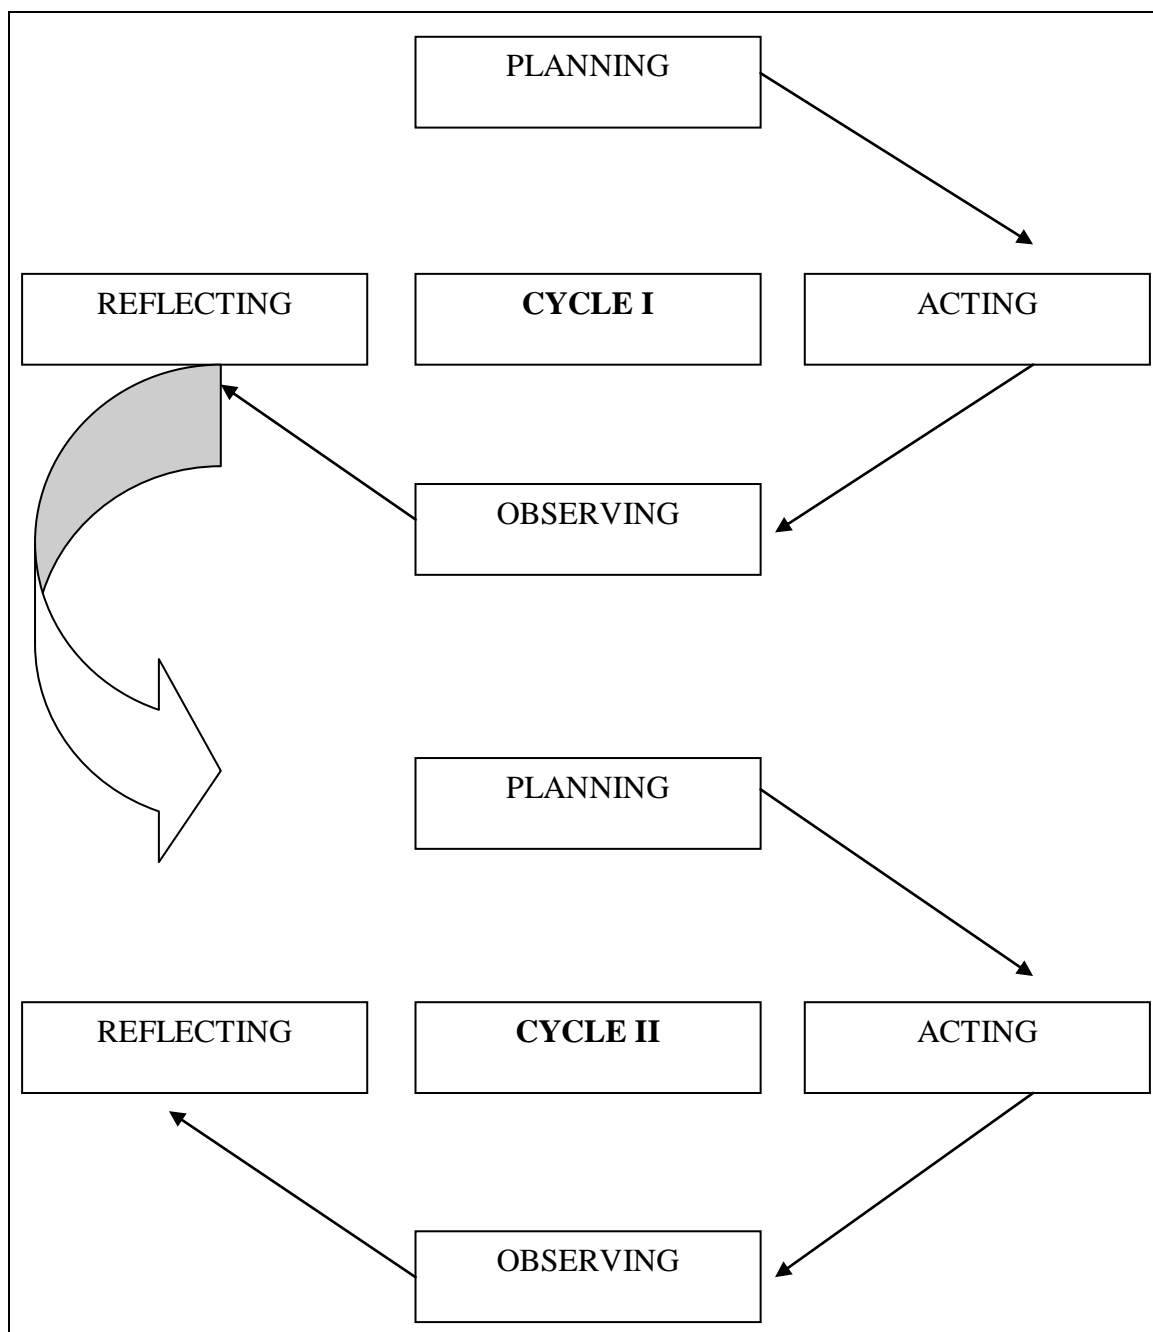 PLANNING
REFLECTING
CYCLE I
ACTING
OBSERVING
PLANNING
REFLECTING
CYCLE II
ACTING
OBSERVING